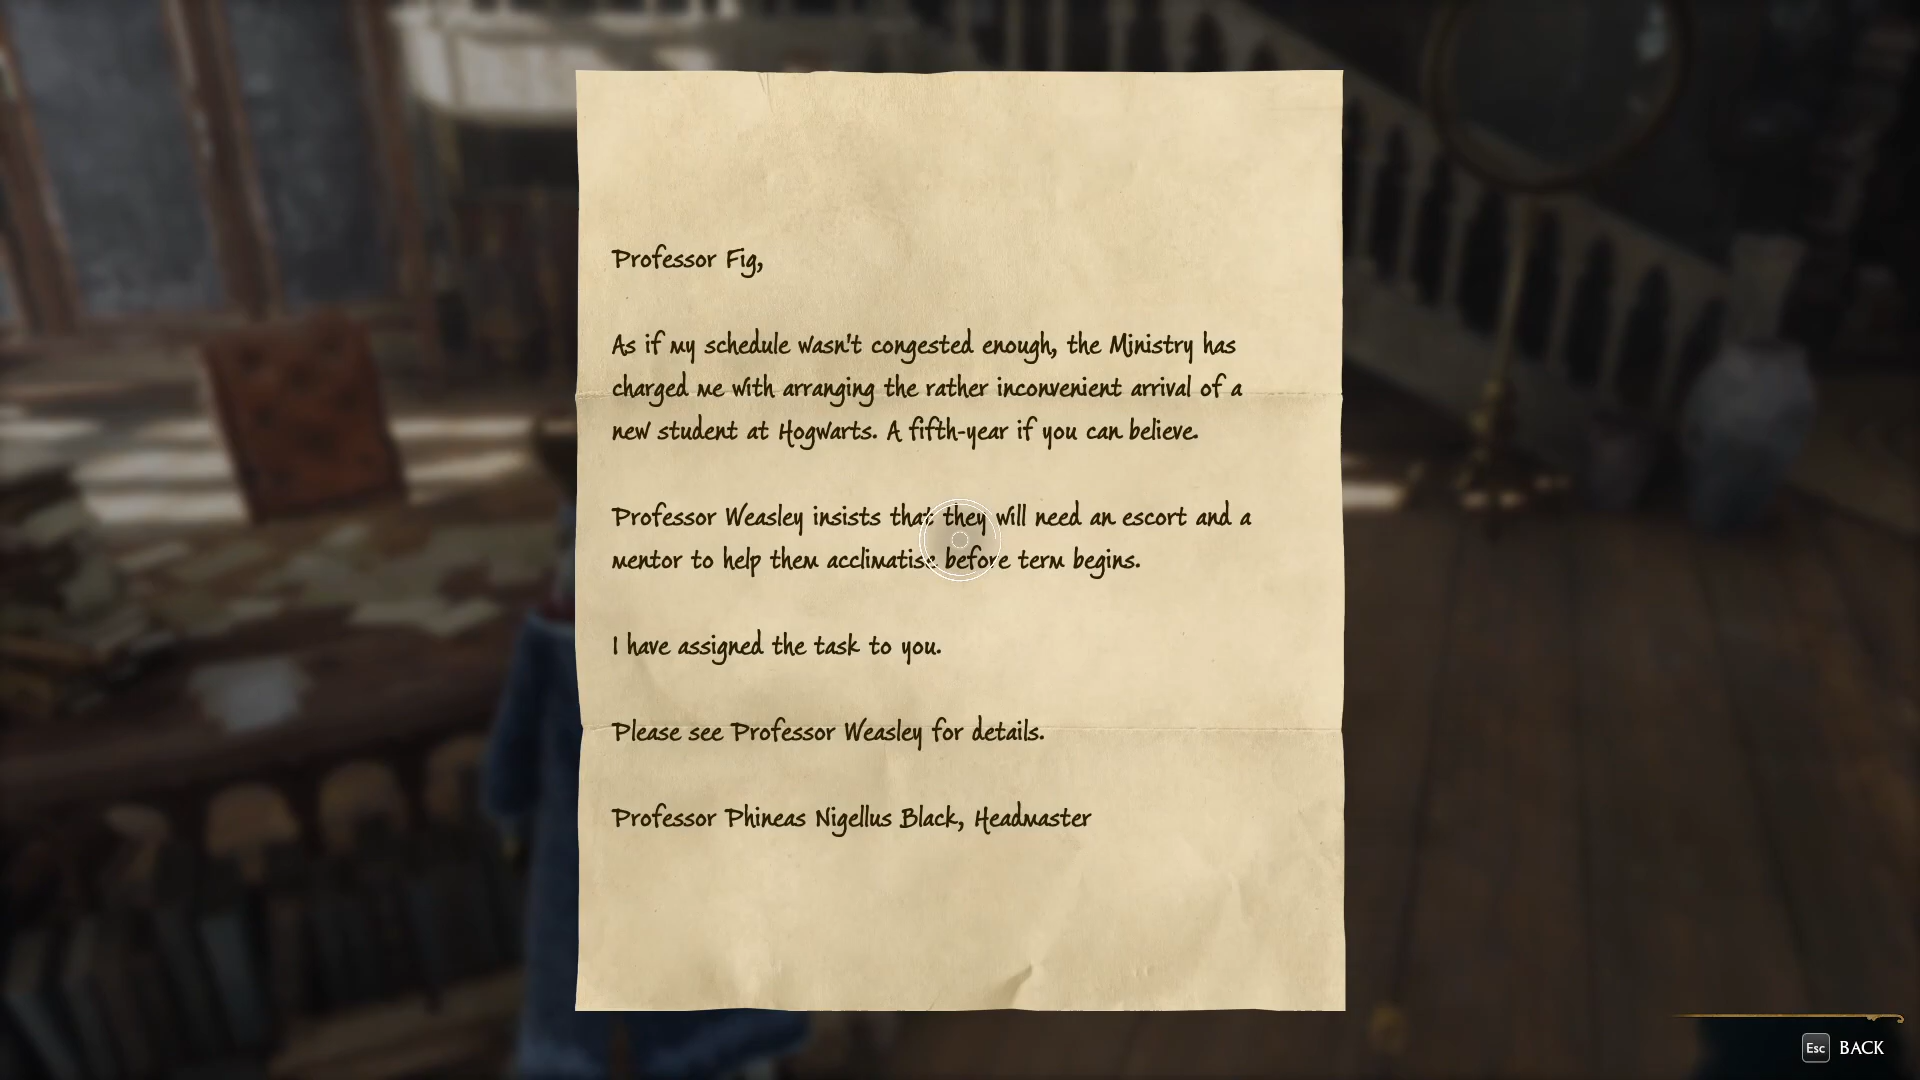 Professor Fig,
As if my schedule wasn't congested enough, the Ministry has
charged me with arranging the rather inconvenient arrival of a
new student at Hogwarts. A fifth-year if you can believe.
Professor Weasley insists that they will need an escort and a
mentor to help them acclimatise before term begins.
I have assigned the task to you.
Please see Professor Weasley for details.
Professor Phineas Nigellus Black, Headmaster
Esc BACK